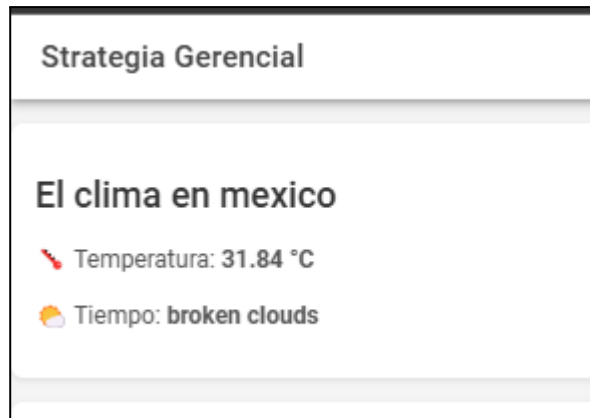 Strategia Gerencial
El clima en mexico
Temperatura: 31.84 °C
Tiempo: broken clouds